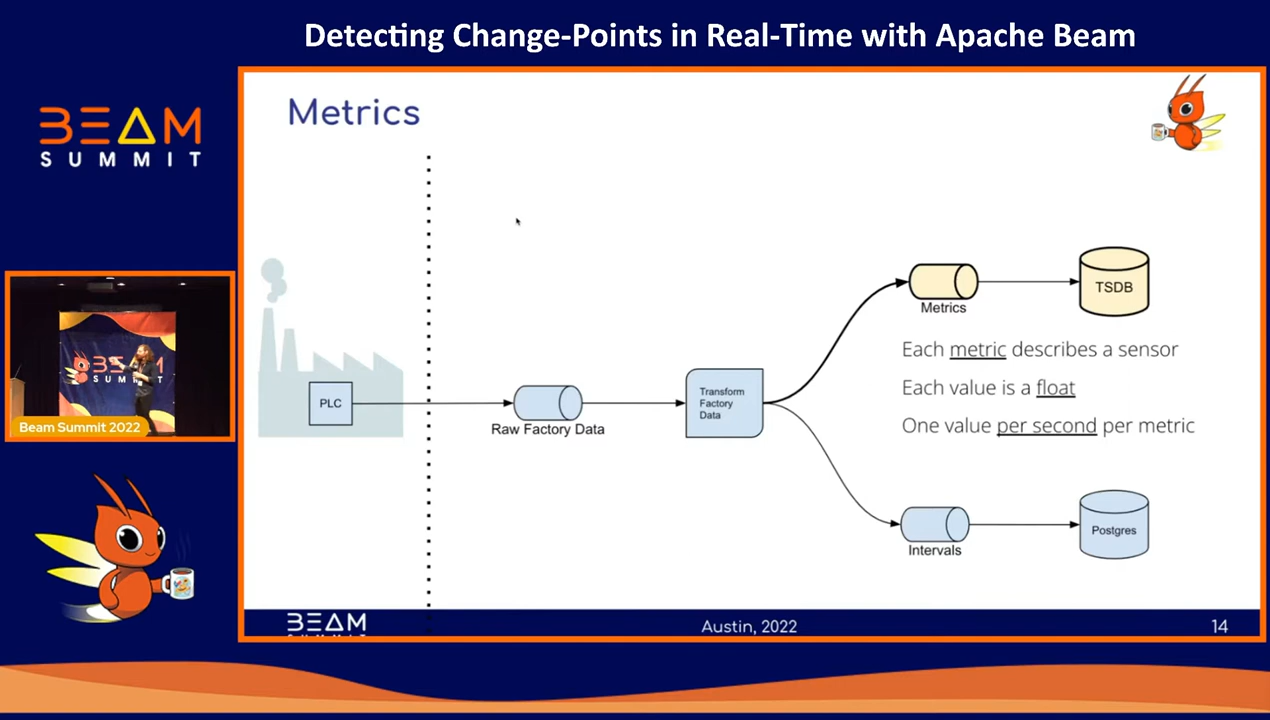 Detecting Change-Points in Real-Time with Apache Beam
BEAM
SUMMIT
Metrics
PLC
Raw Factory Data
Transform
Factory
Data
Metrics
TSDB
Each metric describes a sensor
Each value is a float
One value per second per metric
Intervals
Postgres
BEAM
SUMM
Beam Summit 2022
BEAM
Austin, 2022
14